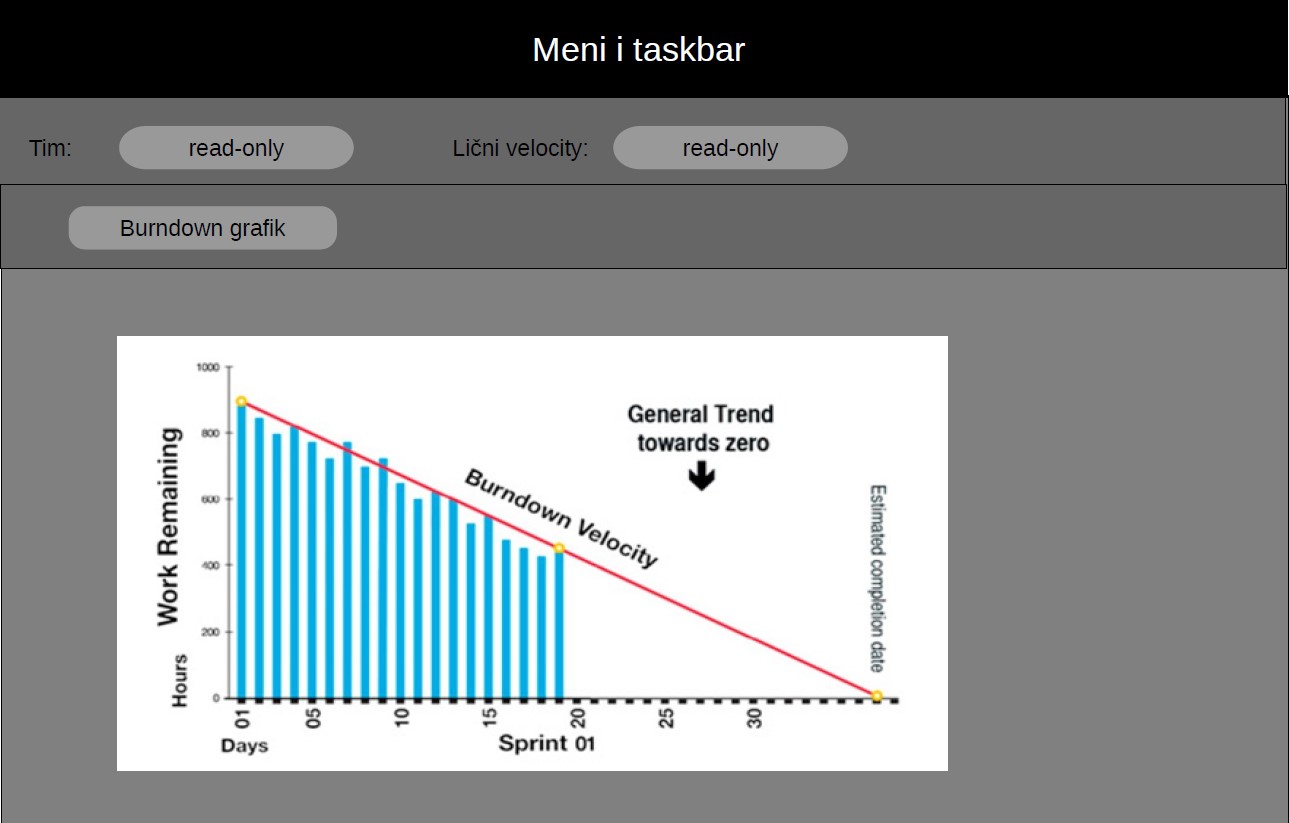 Meni i taskbar
Tim:
read-only
Lični velocity:
read-only
Burndown grafik
1000
800
600
400
200
0
Work Remaining
Hours
General Trend
towards zero
Burndown Velocity
Estimated completion date
01
05
10
15
20
25
30
Days
Sprint 01